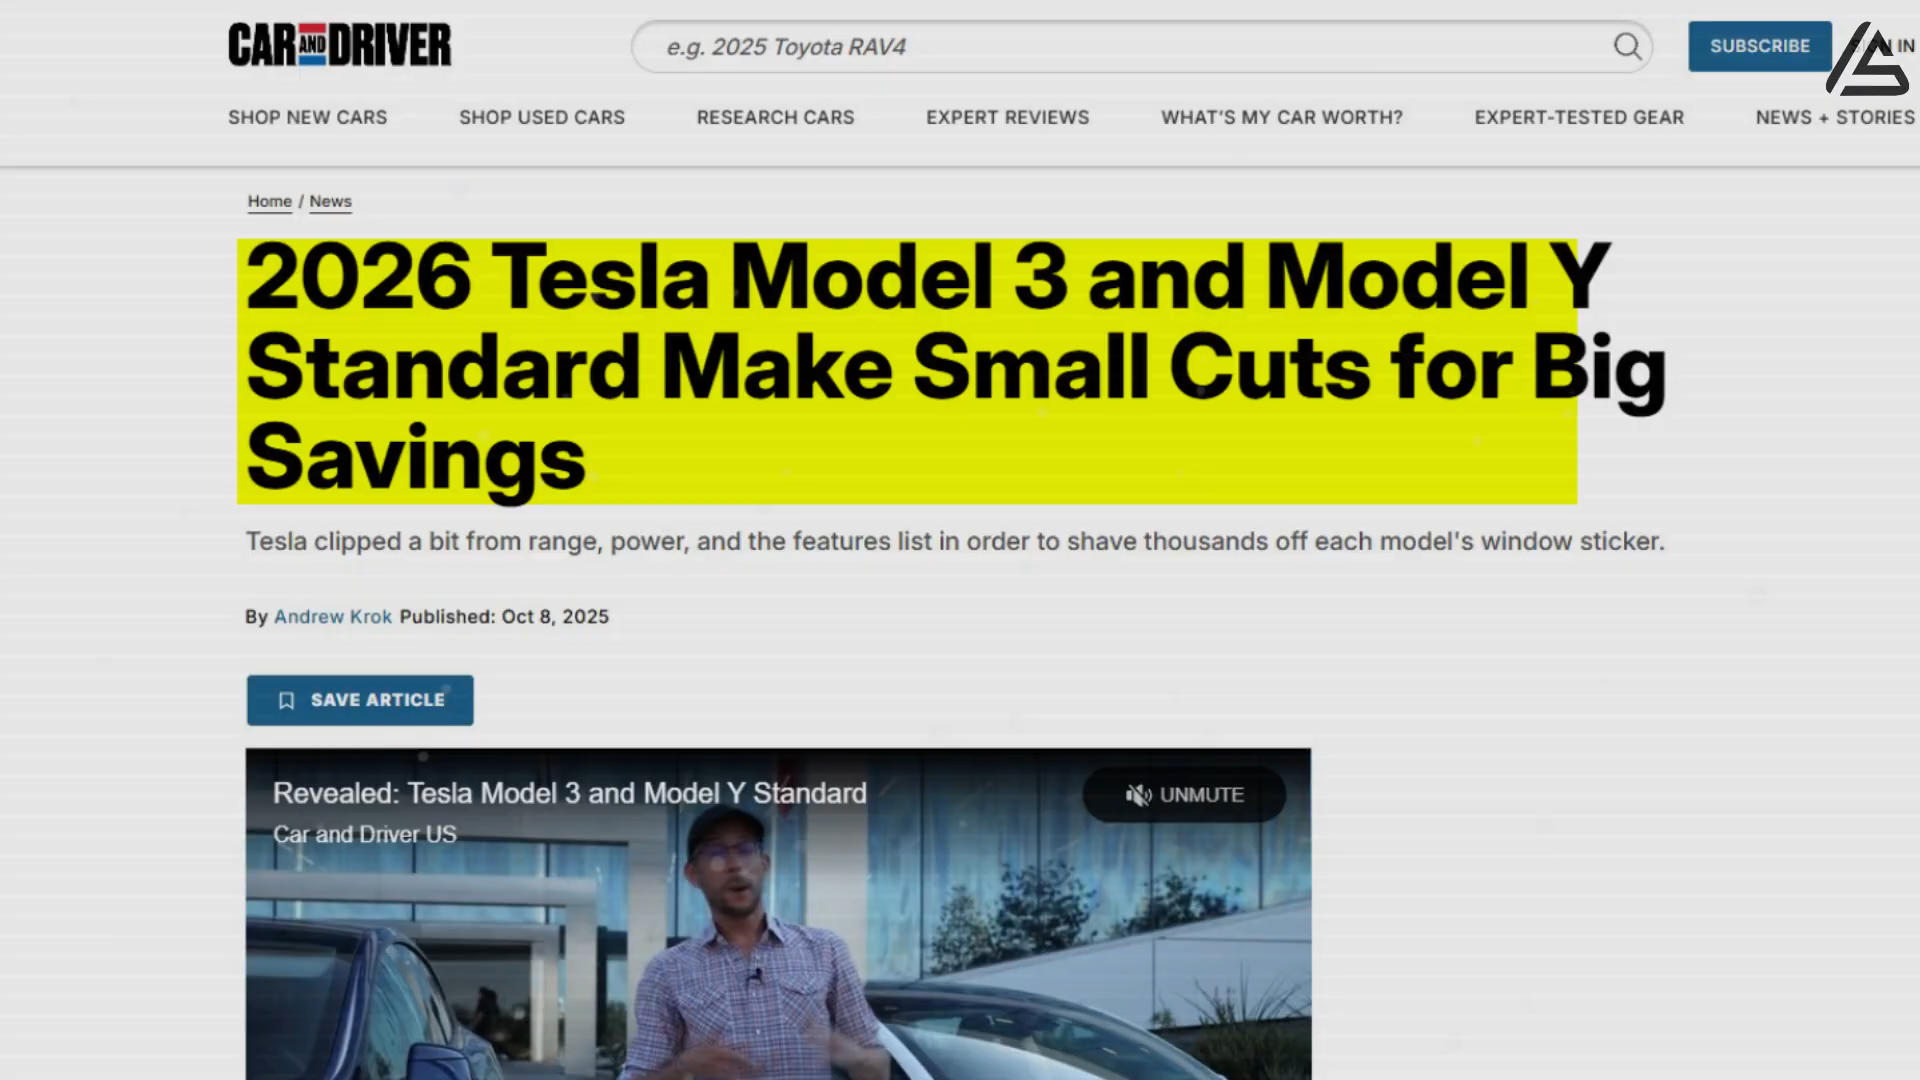 CAR AND DRIVER
e.g. 2025 Toyota RAV4
SUBSCRIBE
SIGN IN
SHOP NEW CARS
SHOP USED CARS
RESEARCH CARS
EXPERT REVIEWS
WHAT'S MY CAR WORTH?
EXPERT-TESTED GEAR
NEWS + STORIES
Home / News
2026 Tesla Model 3 and Model Y
Standard Make Small Cuts for Big
Savings
Tesla clipped a bit from range, power, and the features list in order to shave thousands off each model's window sticker.
By Andrew Krok Published: Oct 8, 2025
SAVE ARTICLE
Revealed: Tesla Model 3 and Model Y Standard
UNMUTE
Car and Driver US